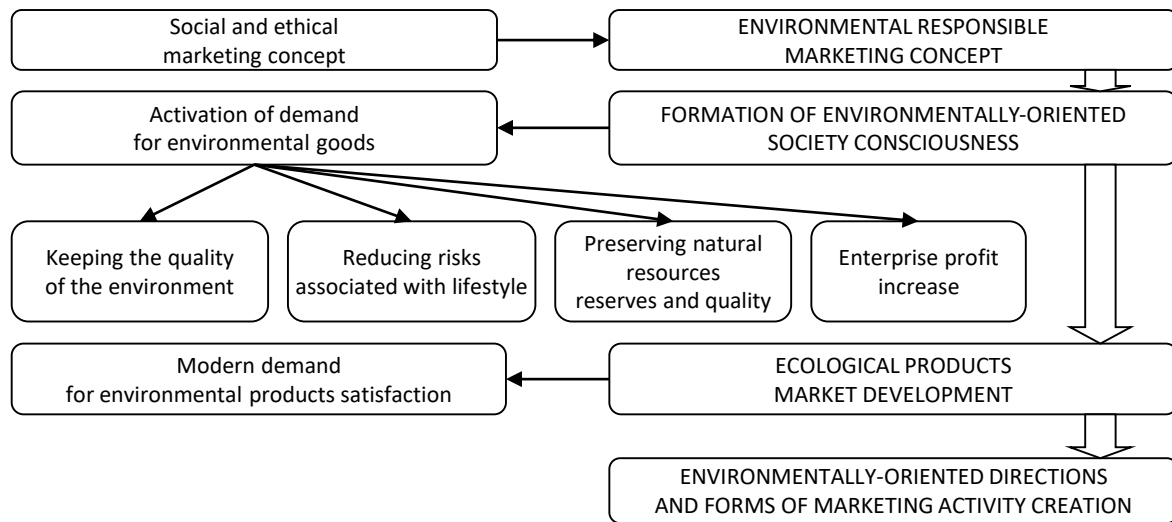 Social and ethical
marketing concept
ENVIRONMENTAL RESPONSIBLE
MARKETING CONCEPT
Activation of demand
for environmental goods
FORMATION OF ENVIRONMENTALLY-ORIENTED
SOCIETY CONSCIOUSNESS
Keeping the quality
of the environment
Reducing risks
associated with lifestyle
Preserving natural
resources
reserves and quality
Enterprise profit
increase
Modern demand
for environmental products satisfaction
ECOLOGICAL PRODUCTS
MARKET DEVELOPMENT
ENVIRONMENTALLY-ORIENTED DIRECTIONS
AND FORMS OF MARKETING ACTIVITY CREATION